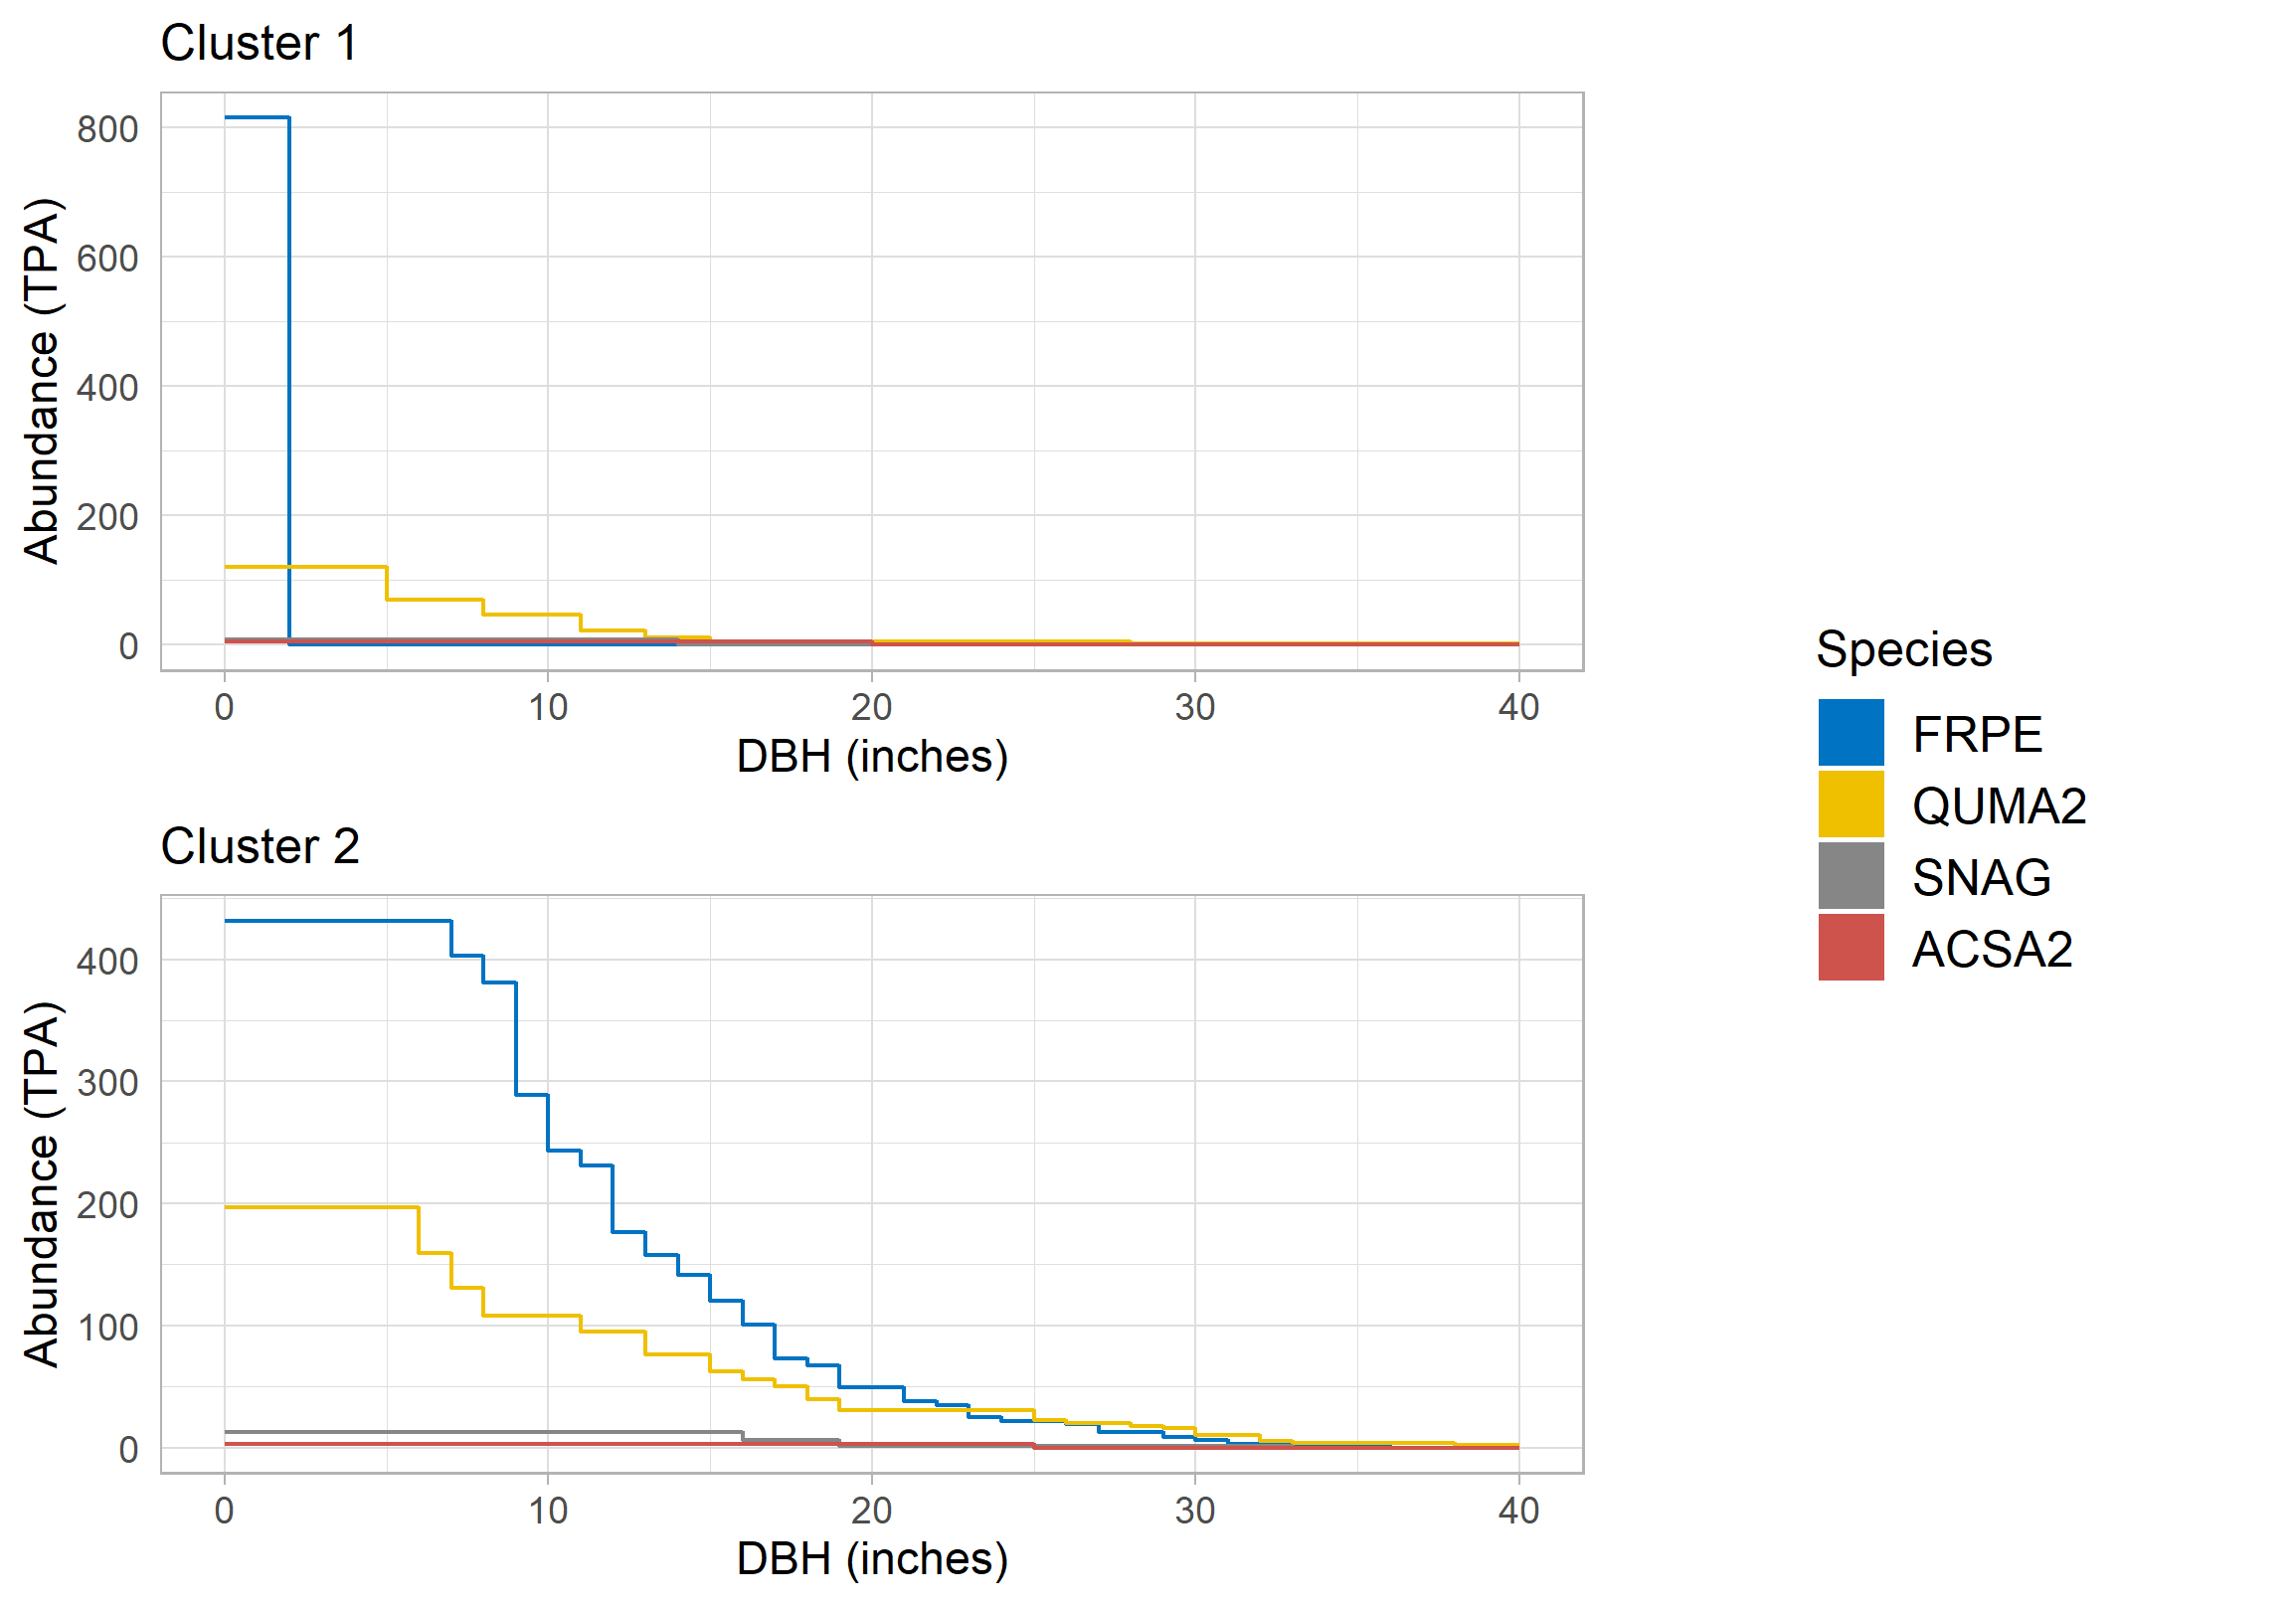 Cluster 1
Abundance (TPA)
800
600
400
200
0
0 10 20 30 40
DBH (inches)
Cluster 2
Abundance (TPA)
400
300
200
100
0
0 10 20 30 40
DBH (inches)
Species
FRPE
QUMA2
SNAG
ACSA2